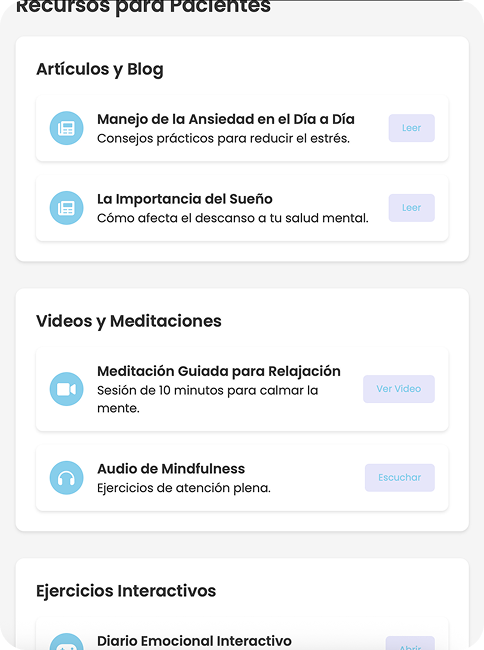 Recursos para Pacientes
Artículos y Blog
Manejo de la Ansiedad en el Día a Día
Consejos prácticos para reducir el estrés.
Leer
La Importancia del Sueño
Cómo afecta el descanso a tu salud mental.
Leer
Videos y Meditaciones
Meditación Guiada para Relajación
Sesión de 10 minutos para calmar la
mente.
Ver Video
Audio de Mindfulness
Ejercicios de atención plena.
Escuchar
Ejercicios Interactivos
Diario Emocional Interactivo
Abrir